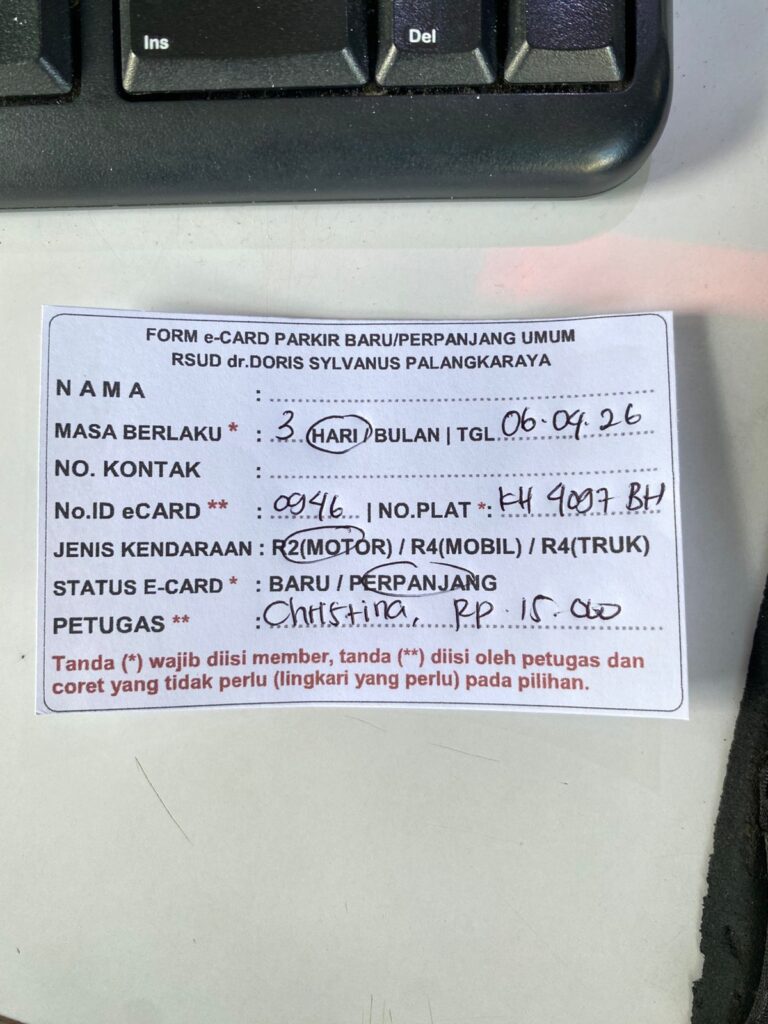 Ins
Del
FORM e-CARD PARKIR BARU/PERPANJANG UMUM
RSUD dr.DORIS SYLVANUS PALANGKARAYA
NAMA :
MASA BERLAKU * : 3 HARI/BULAN | TGL 06.04.26
NO. KONTAK :
No.ID eCARD ** : 0946 | NO.PLAT *: KH 4097 BH
JENIS KENDARAAN : R2(MOTOR) / R4(MOBIL) / R4(TRUK)
STATUS E-CARD * : BARU / PERPANJANG
PETUGAS ** : Christina, Rp. 15.000
Tanda (*) wajib diisi member, tanda (**) diisi oleh petugas dan
coret yang tidak perlu (lingkari yang perlu) pada pilihan.